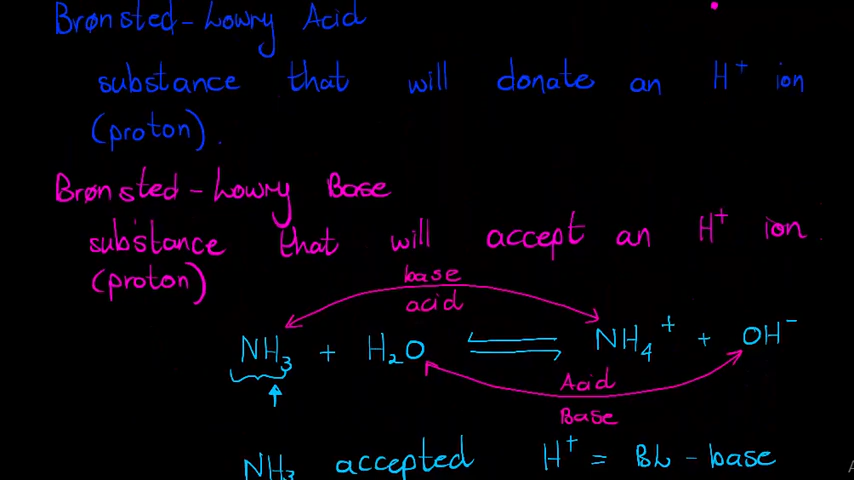 Brønsted-Lowry Acid
substance that will donate an H⁺ ion
(proton).
Brønsted-Lowry Base
substance that will accept an H⁺ ion
(proton)
base
acid
NH₃ + H₂O ⇌ NH₄⁺ + OH⁻
Acid
Base
NH₃ accepted H⁺ = BL-base